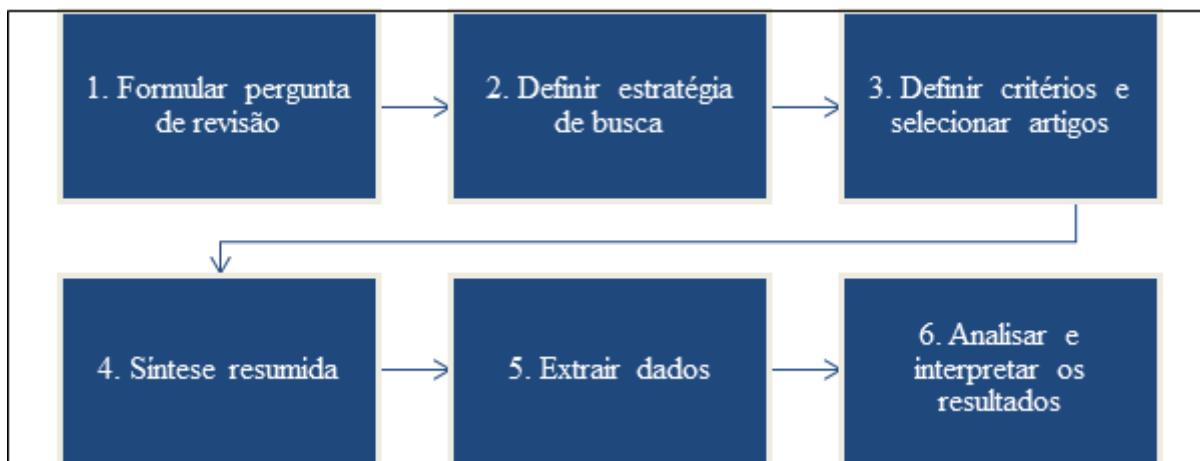 1. Formular pergunta
de revisão
2. Definir estratégia
de busca
3. Definir critérios e
selecionar artigos
4. Síntese resumida
5. Extrair dados
6. Analisar e
interpretar os
resultados